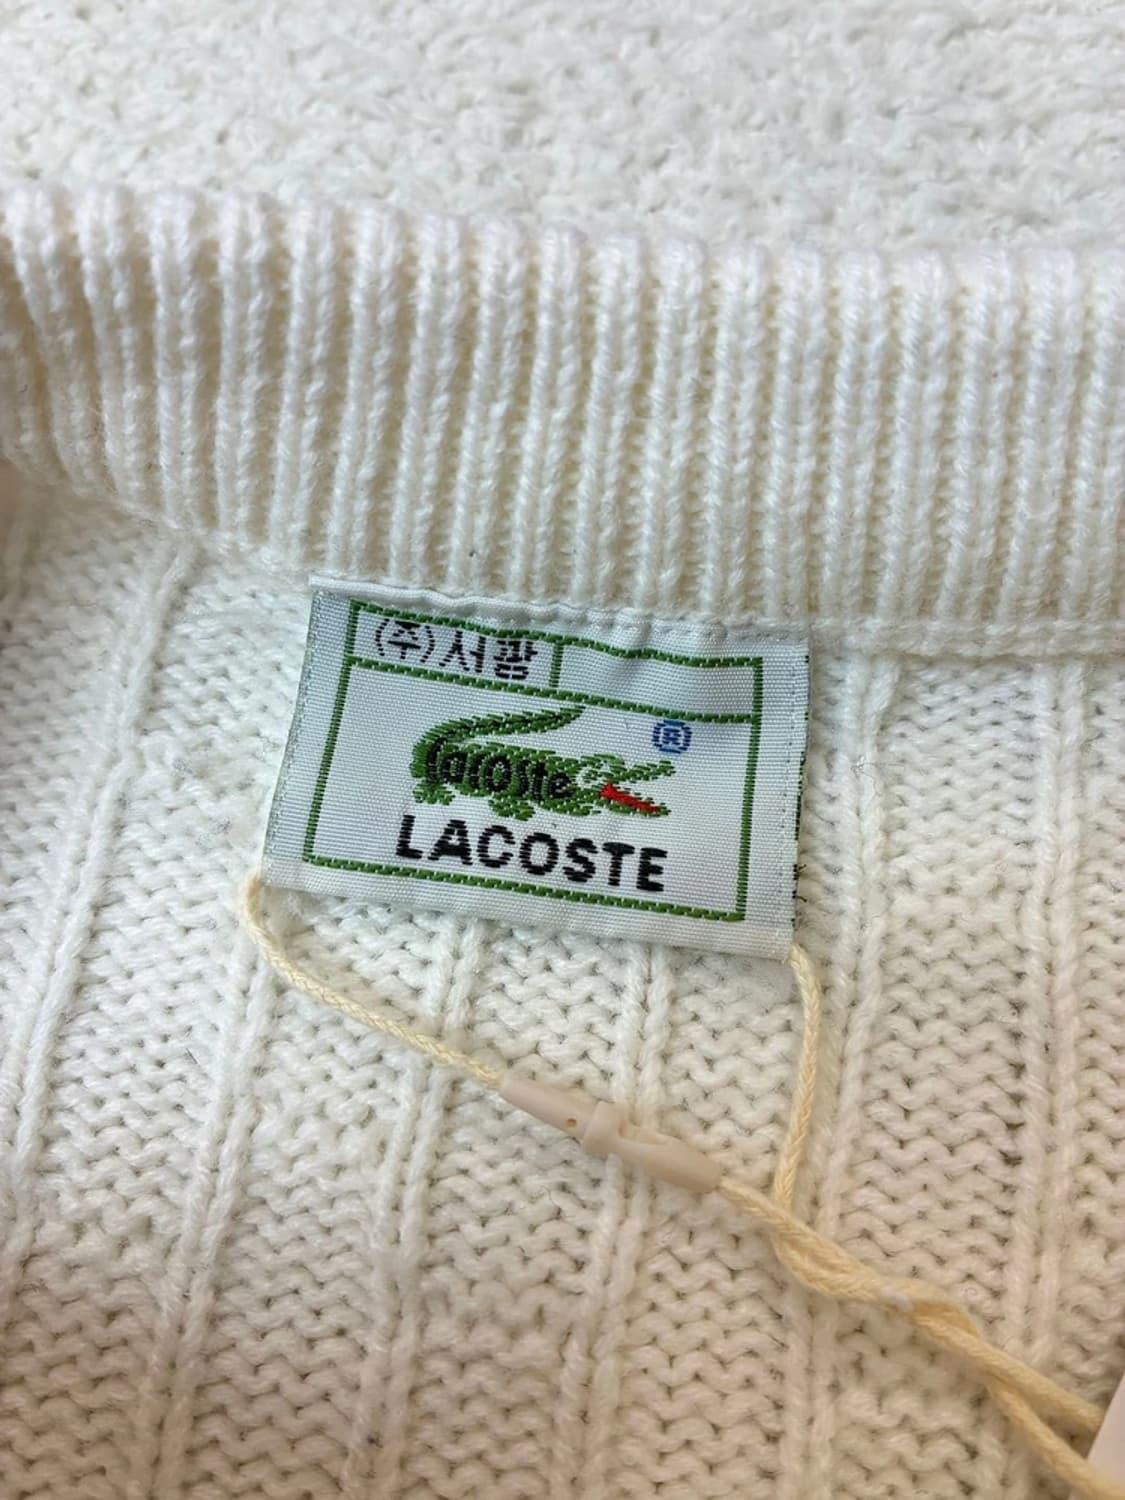 (주)서광
®
Lacoste
LACOSTE